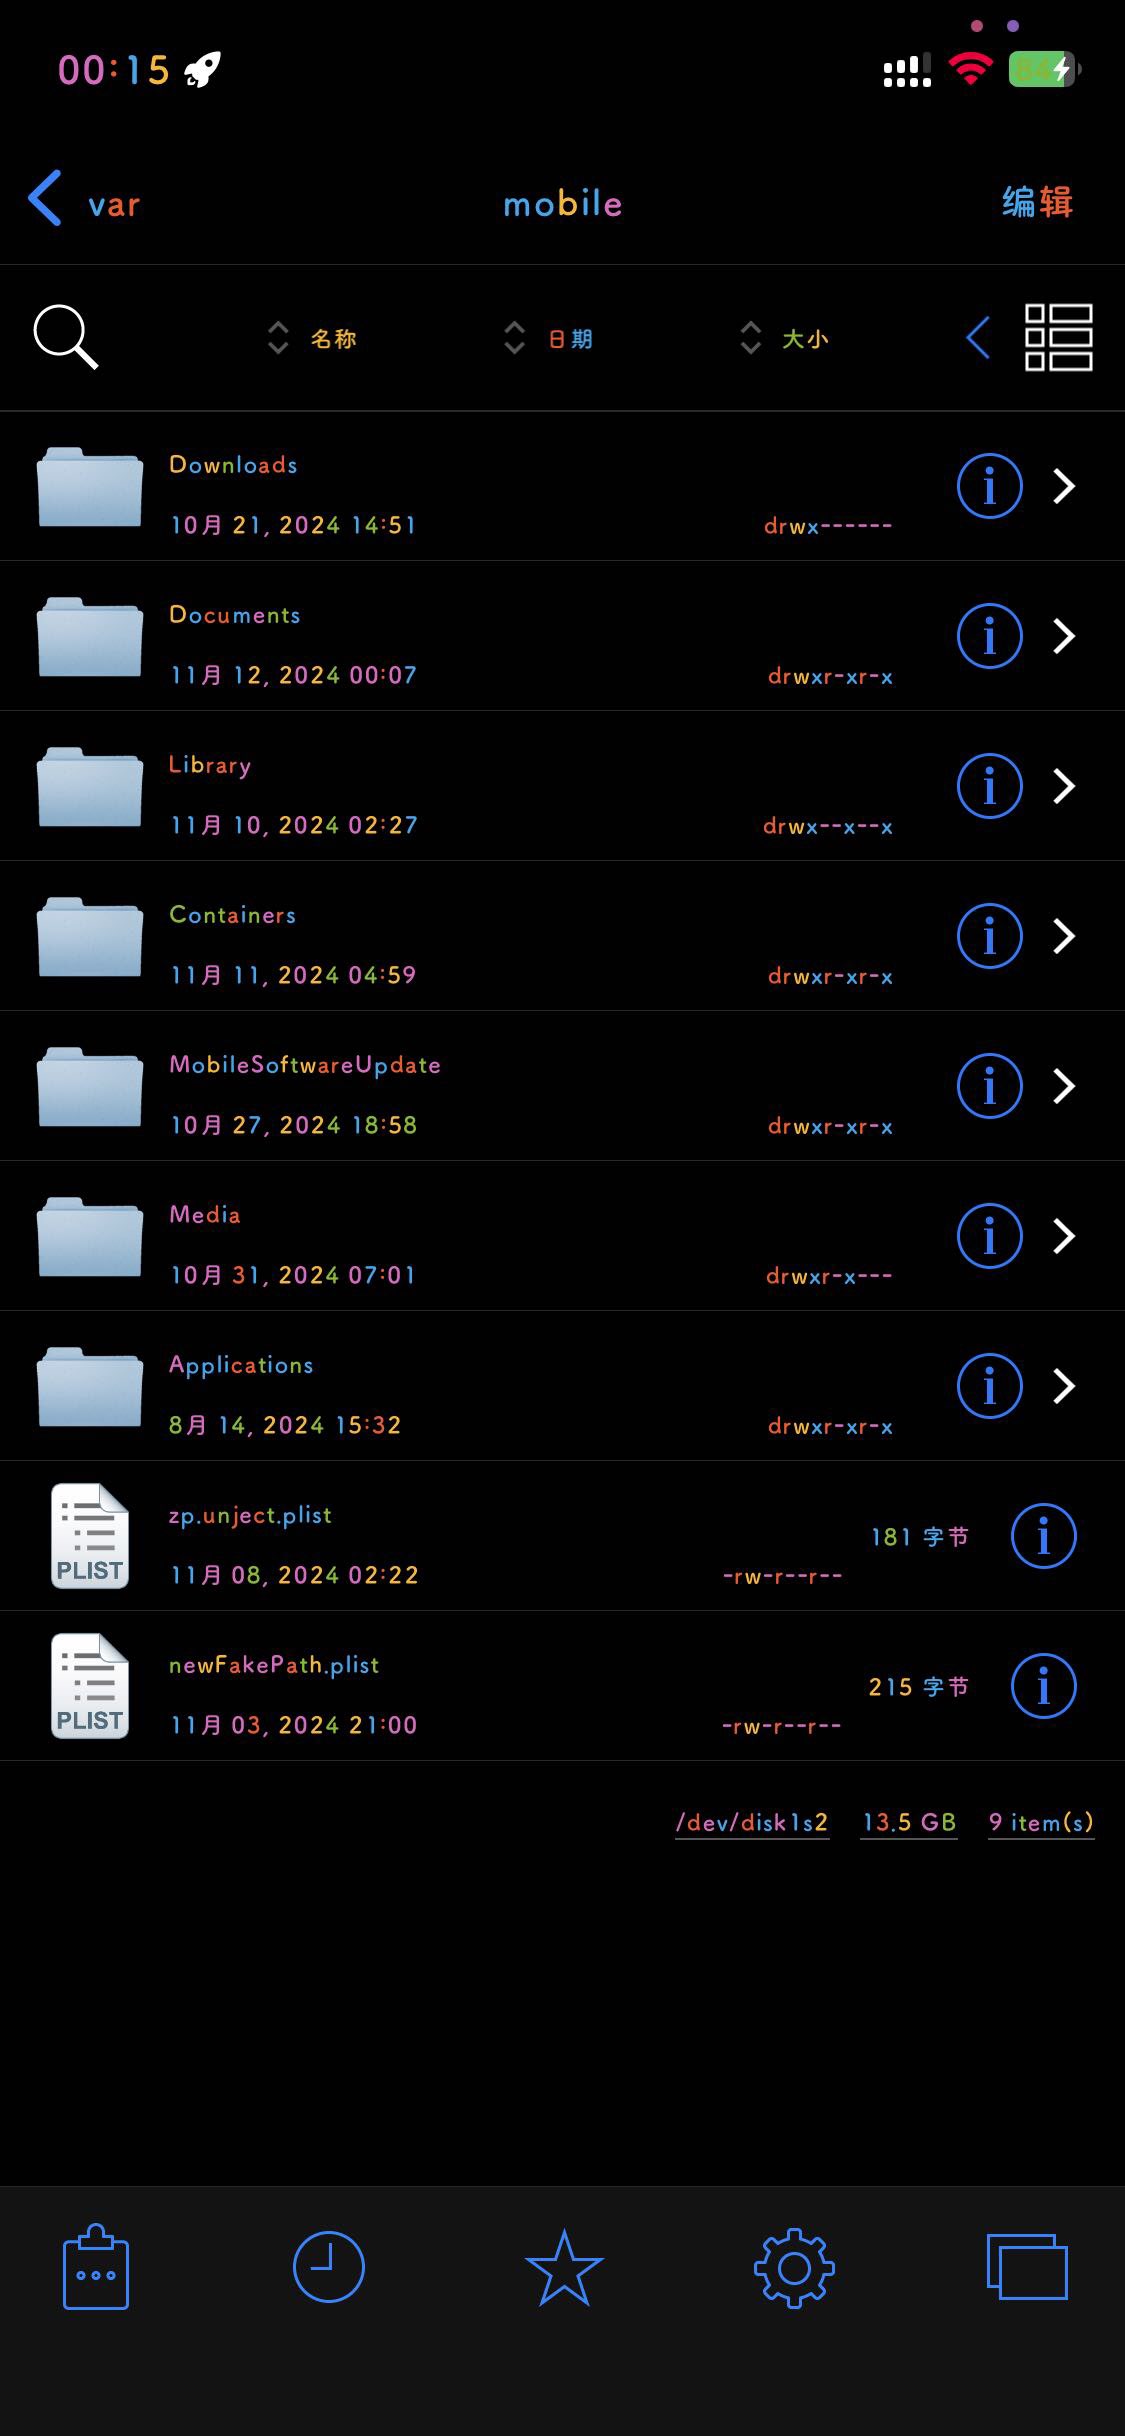 00:15
84
var mobile 编辑
名称 日期 大小
Downloads
10月 21, 2024 14:51 drwx------
Documents
11月 12, 2024 00:07 drwxr-xr-x
Library
11月 10, 2024 02:27 drwx--x--x
Containers
11月 11, 2024 04:59 drwxr-xr-x
MobileSoftwareUpdate
10月 27, 2024 18:58 drwxr-xr-x
Media
10月 31, 2024 07:01 drwxr-x---
Applications
8月 14, 2024 15:32 drwxr-xr-x
zp.unject.plist
181 字节
PLIST
11月 08, 2024 02:22 -rw-r--r--
newFakePath.plist
215 字节
PLIST
11月 03, 2024 21:00 -rw-r--r--
/dev/disk1s2 13.5 GB 9 item(s)